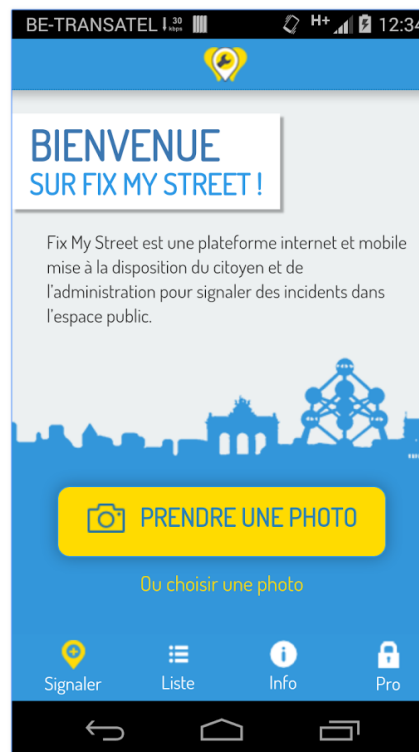 BE-TRANSATEL 30 kbps H+ 12:34
BIENVENUE
SUR FIX MY STREET !
Fix My Street est une plateforme internet et mobile
mise à la disposition du citoyen et de
l'administration pour signaler des incidents dans
l'espace public.
PRENDRE UNE PHOTO
Ou choisir une photo
Signaler Liste Info Pro